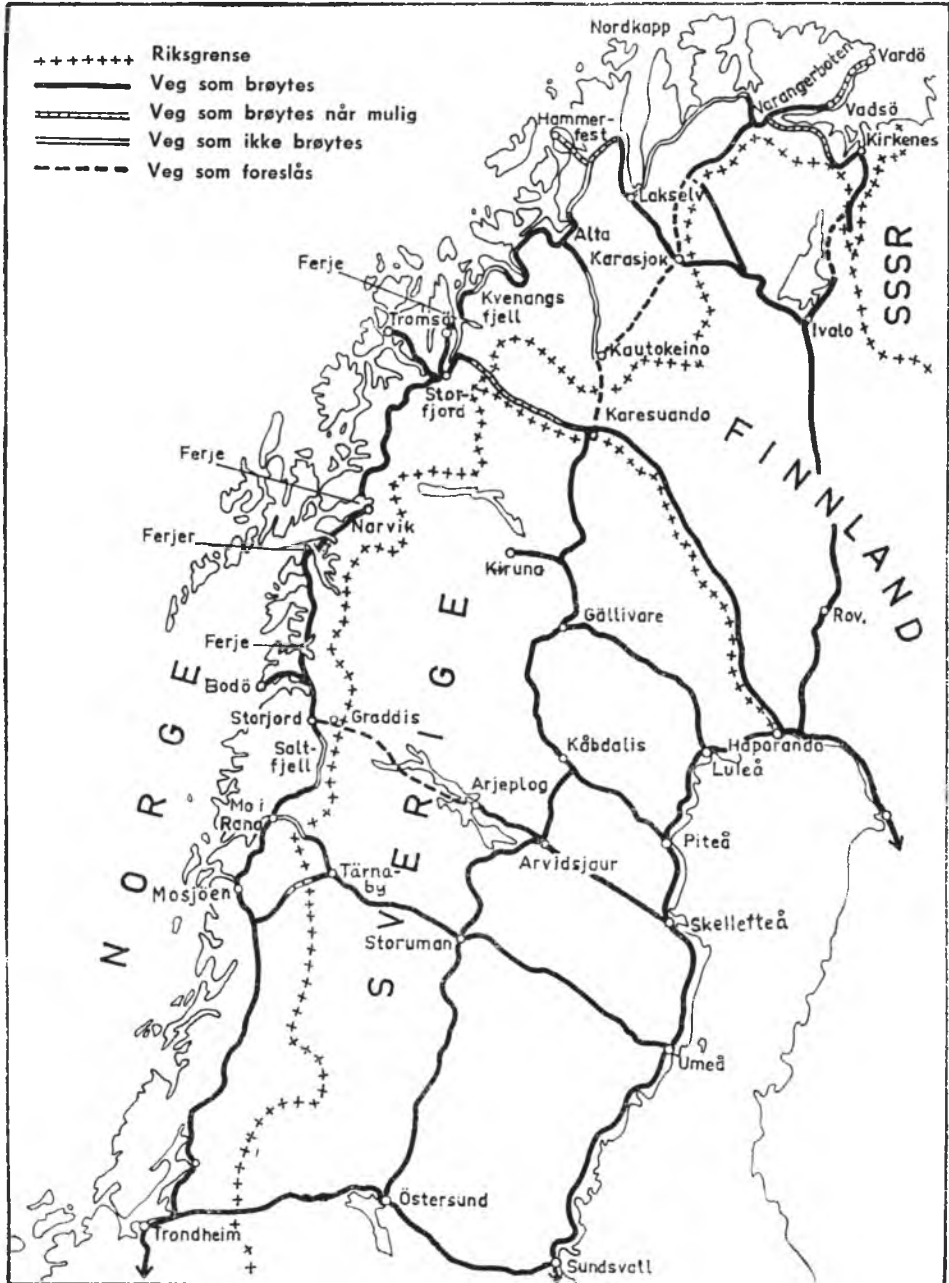 Riksgrense
Veg som brøytes
Veg som brøytes når mulig
Veg som ikke brøytes
Veg som foreslås
Nordkapp
Vardö
Varangerboten
Vadsö
Hammer-
fest
Kirkenes
Lakselv
Alta
Karasjok
SSSR
Ferje
Kvenangs
fjell
Tromsö
Ivalo
Kautokeino
Stor-
fjord
Karesuando
FINNLAND
Ferje
Narvik
Ferjer
Kiruna
Gällivare
Rov.
Ferje
Bodö
NORGE
SVERIGE
Storjord
Graddis
Salt-
fjell
Kåbdalis
Haparanda
Luleå
Arjeplog
Mo i
Rana
Arvidsjaur
Piteå
Tärna-
by
Mosjöen
Skellefteå
Storuman
Umeå
Östersund
Trondheim
Sundsvall